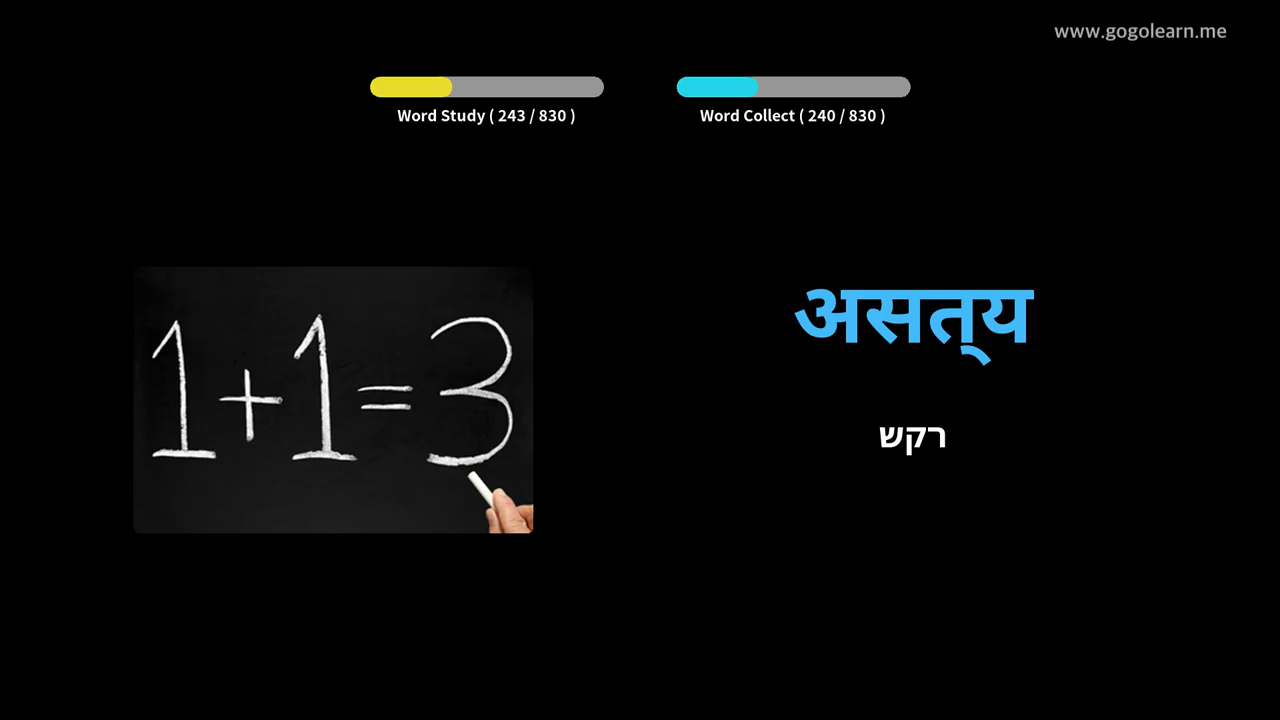 www.gogolearn.me
Word Study ( 243 / 830 )
Word Collect ( 240 / 830 )
1+1=3
असत्‌य
רקש